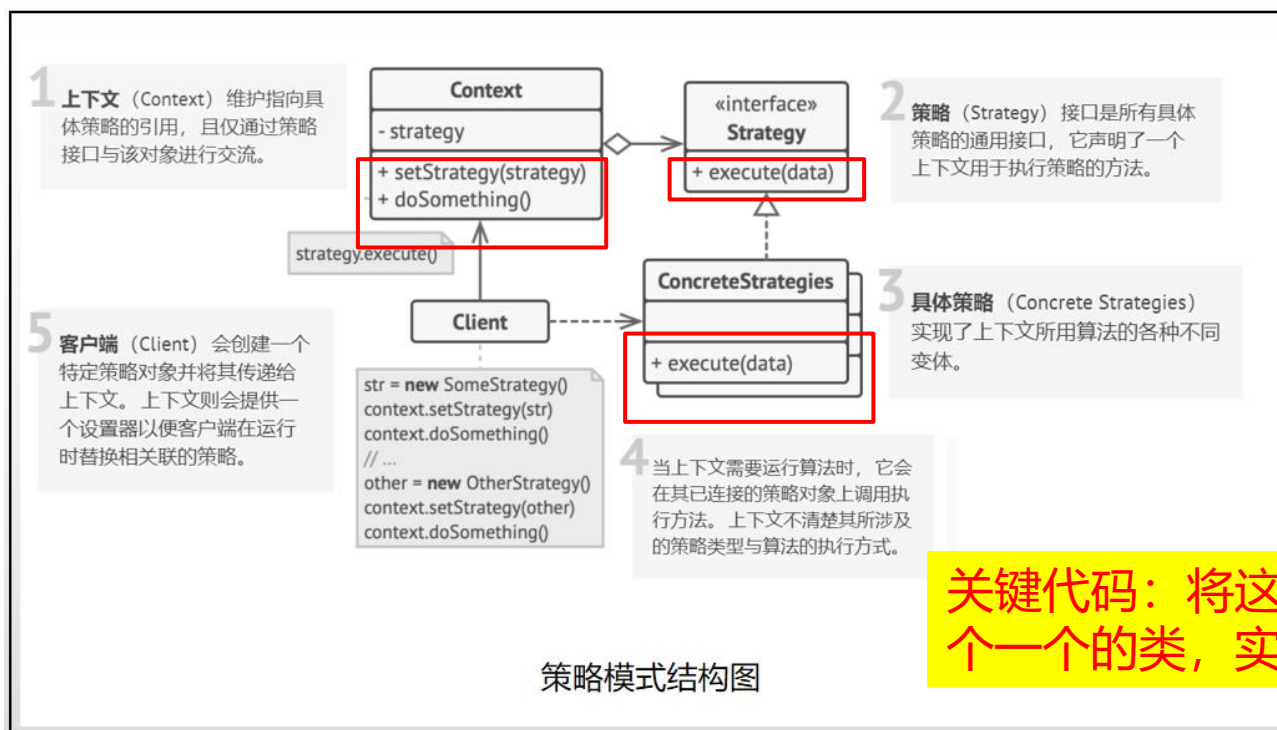 1
上下文（Context）维护指向具
体策略的引用，且仅通过策略
接口与该对象进行交流。
Context
- strategy
+ setStrategy(strategy)
+ doSomething()
«interface»
Strategy
+ execute(data)
2
策略（Strategy）接口是所有具体
策略的通用接口，它声明了一个
上下文用于执行策略的方法。
strategy.execute()
ConcreteStrategies
+ execute(data)
3
具体策略（Concrete Strategies）
实现了上下文所用算法的各种不同
变体。
Client
5
客户端（Client）会创建一个
特定策略对象并将其传递给
上下文。上下文则会提供一
个设置器以便客户端在运行
时替换相关联的策略。
str = new SomeStrategy()
context.setStrategy(str)
context.doSomething()
// ...
other = new OtherStrategy()
context.setStrategy(other)
context.doSomething()
4
当上下文需要运行算法时，它会
在其已连接的策略对象上调用执
行方法。上下文不清楚其所涉及
的策略类型与算法的执行方式。
关键代码：将这
个一个的类，实
策略模式结构图